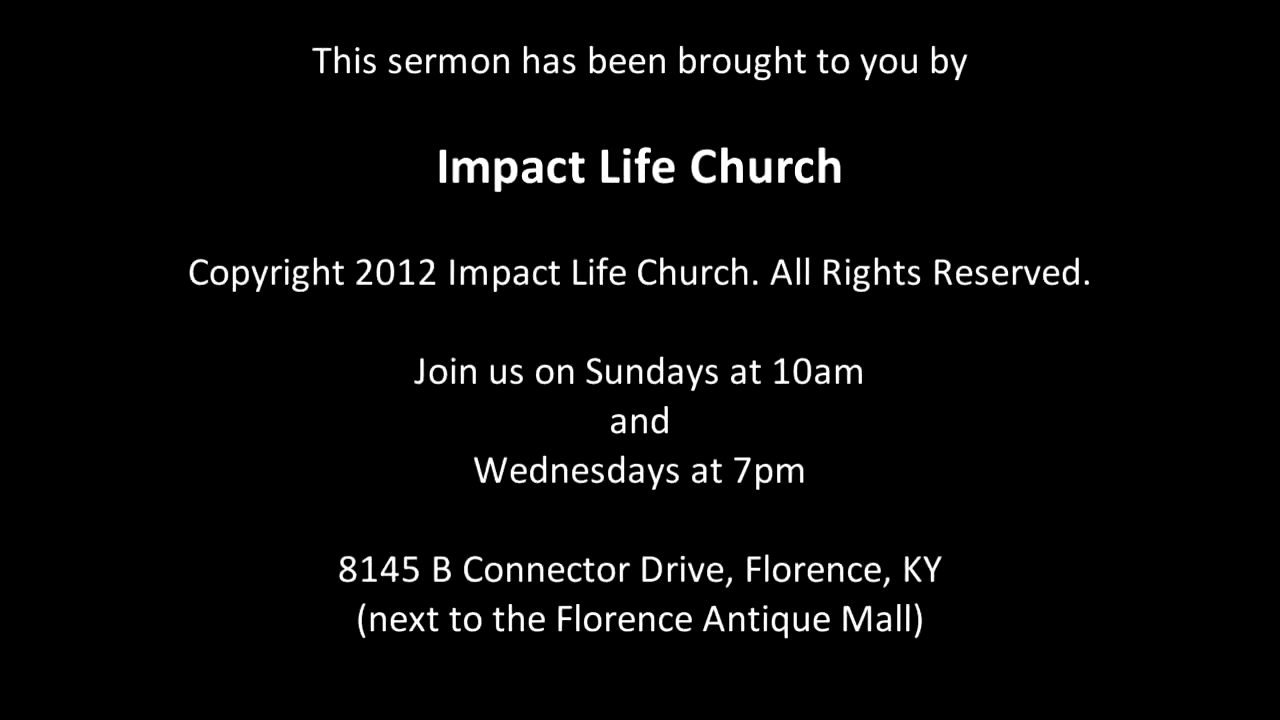 This sermon has been brought to you by
Impact Life Church
Copyright 2012 Impact Life Church. All Rights Reserved.
Join us on Sundays at 10am
and
Wednesdays at 7pm
8145 B Connector Drive, Florence, KY
(next to the Florence Antique Mall)